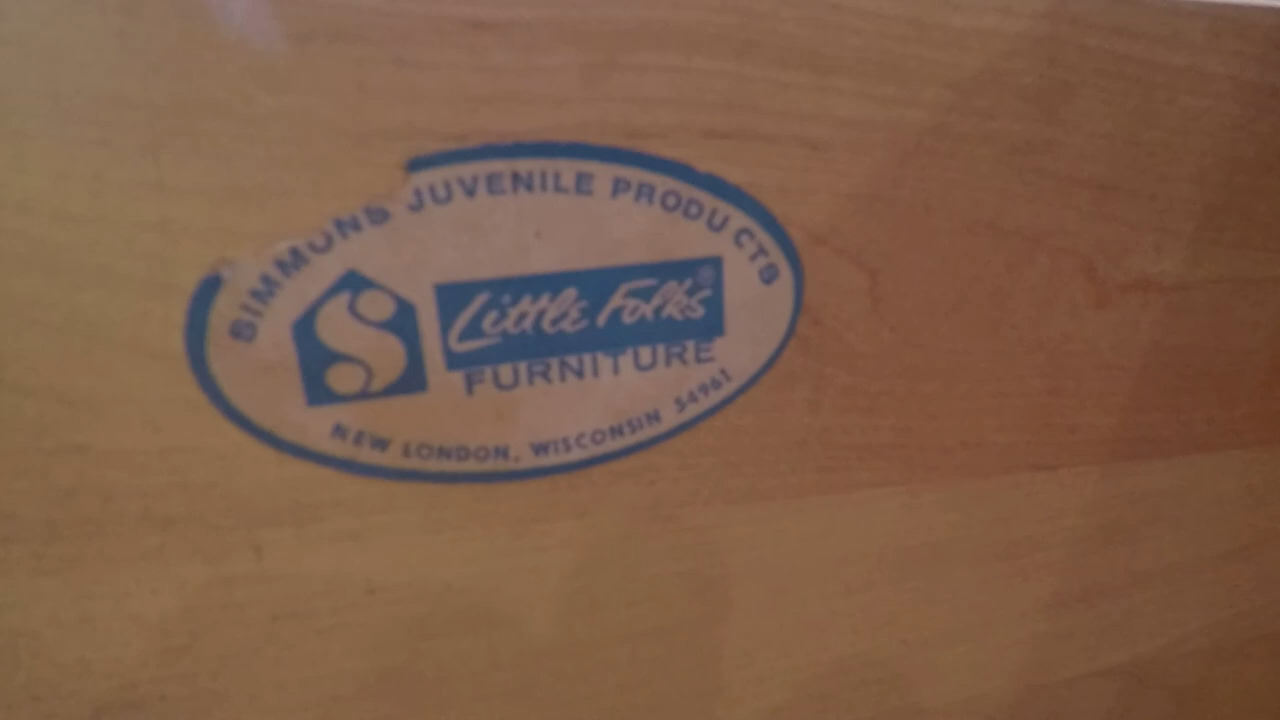 SIMMONS JUVENILE PRODUCTS
S
Little Folks®
FURNITURE
NEW LONDON, WISCONSIN 54961